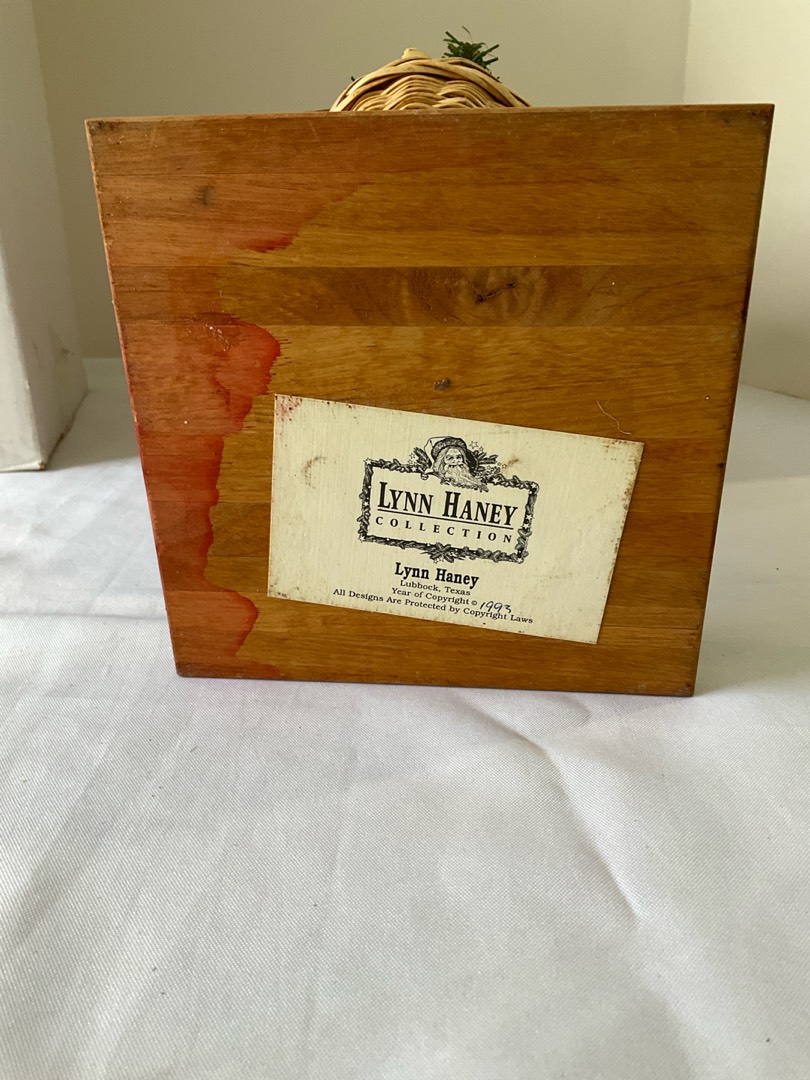 LYNN HANEY
COLLECTION
Lynn Haney
Lubbock, Texas
Year of Copyright © 1993
All Designs Are Protected by Copyright Laws